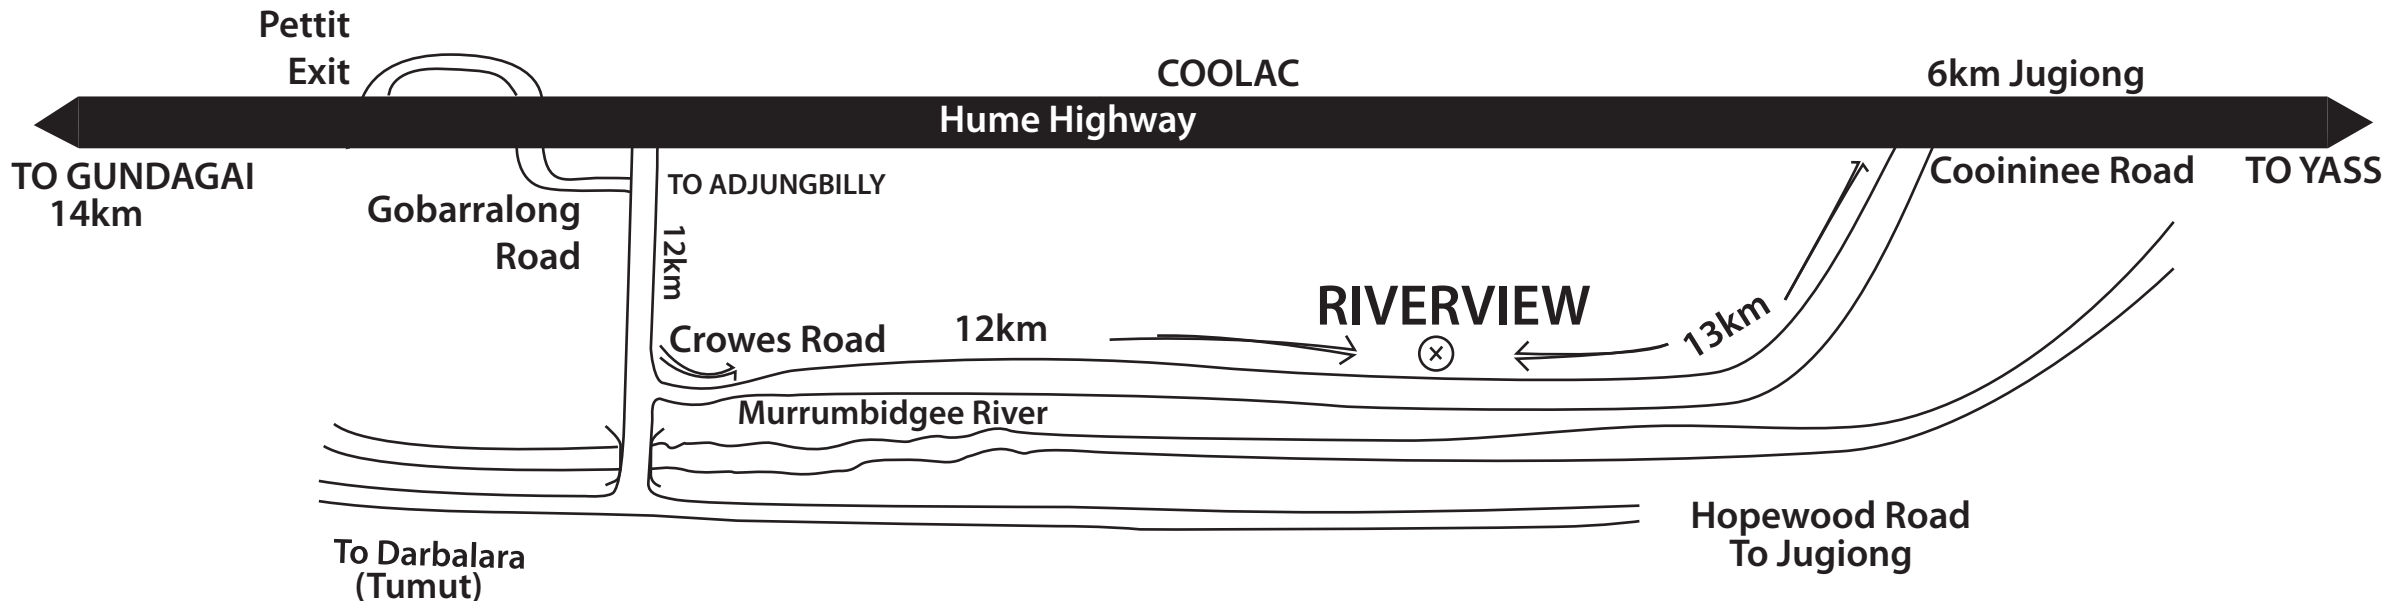 Pettit
Exit
COOLAC
6km Jugiong
Hume Highway
TO GUNDAGAI
14km
Cooininee Road
TO YASS
TO ADJUNGBILLY
Gobarralong
Road
12km
RIVERVIEW
Crowes Road
12km
13km
Murrumbidgee River
Hopewood Road
To Jugiong
To Darbalara
(Tumut)